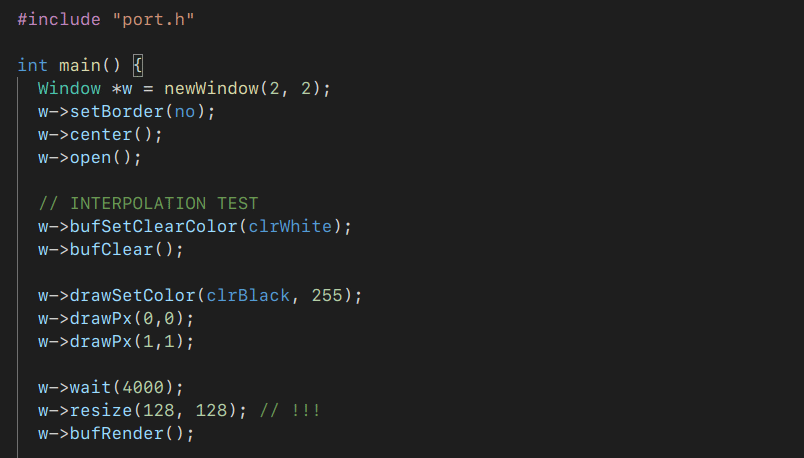 #include "port.h"
int main() {
Window *w = newWindow(2, 2);
w->setBorder(no);
w->center();
w->open();
// INTERPOLATION TEST
w->bufSetClearColor(clrWhite);
w->bufClear();
w->drawSetColor(clrBlack, 255);
w->drawPx(0,0);
w->drawPx(1,1);
w->wait(4000);
w->resize(128, 128); // !!!
w->bufRender();